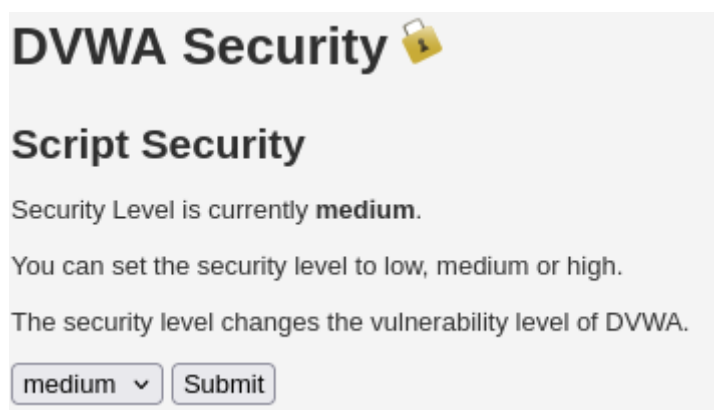 DVWA Security
Script Security
Security Level is currently medium.
You can set the security level to low, medium or high.
The security level changes the vulnerability level of DVWA.
medium Submit